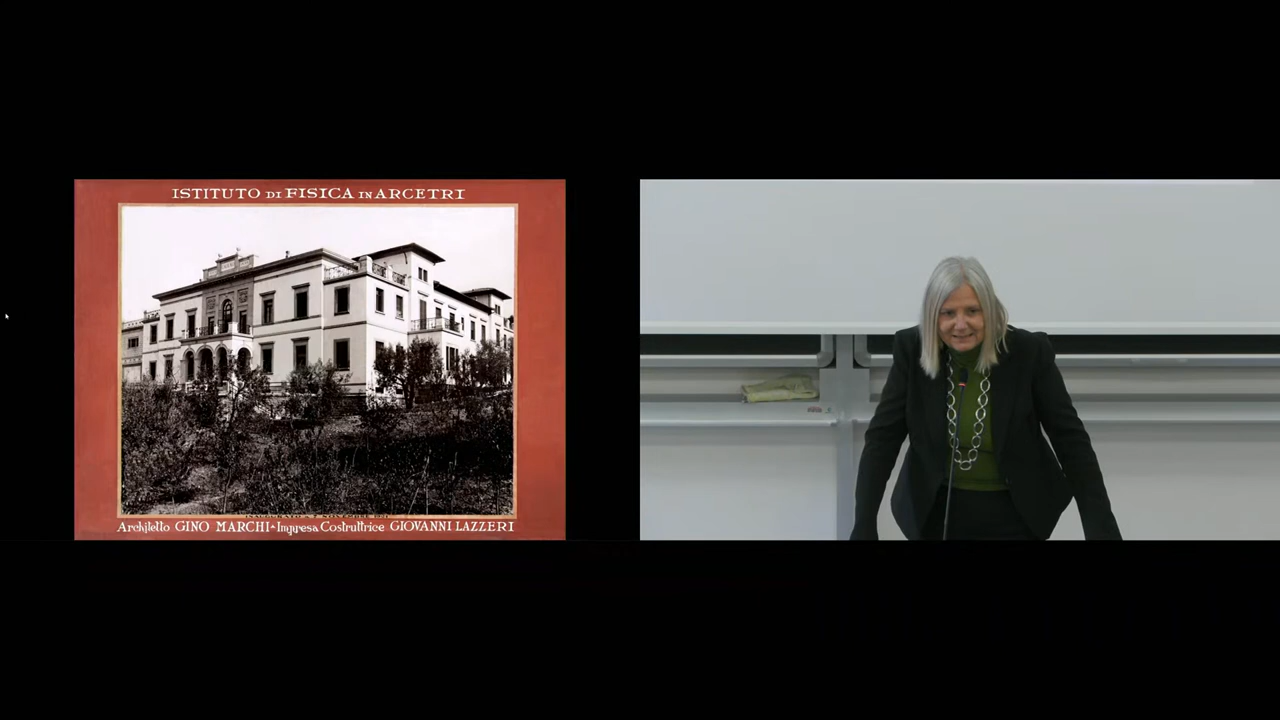 ISTITUTO DI FISICA IN ARCETRI
Architetto GINO MARCHI - Impresa Costruttrice GIOVANNI LAZZERI